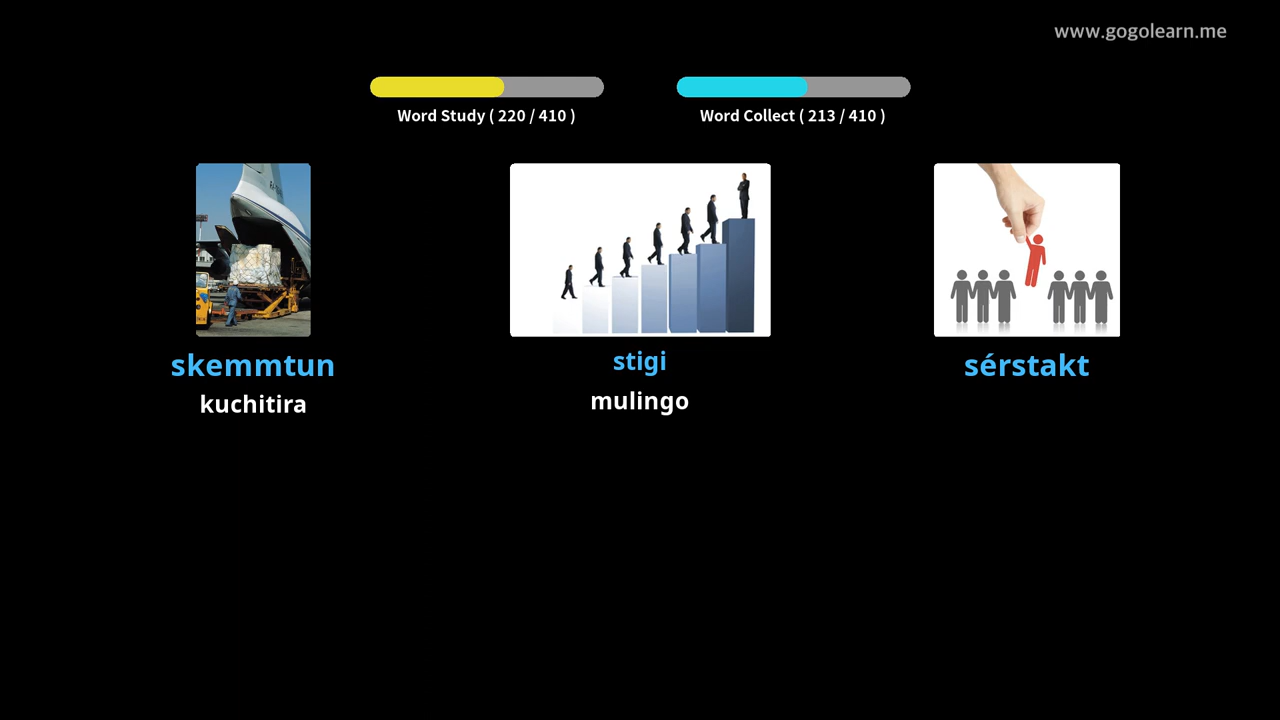 www.gogolearn.me
Word Study ( 220 / 410 )
Word Collect ( 213 / 410 )
skemmtun
kuchitira
stigi
mulingo
sérstakt